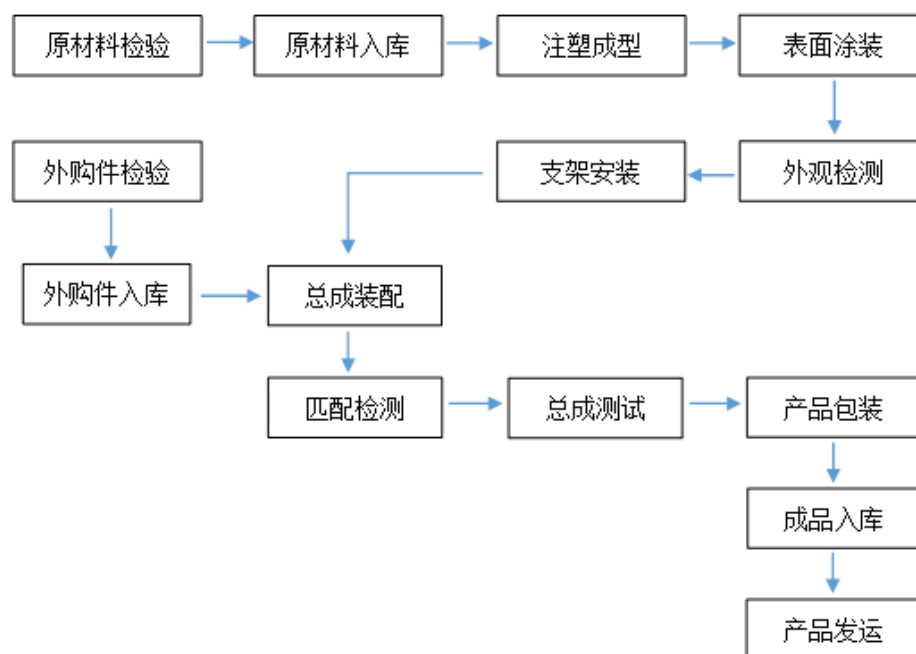 原材料检验
原材料入库
注塑成型
表面涂装
外购件检验
支架安装
外观检测
外购件入库
总成装配
匹配检测
总成测试
产品包装
成品入库
产品发运